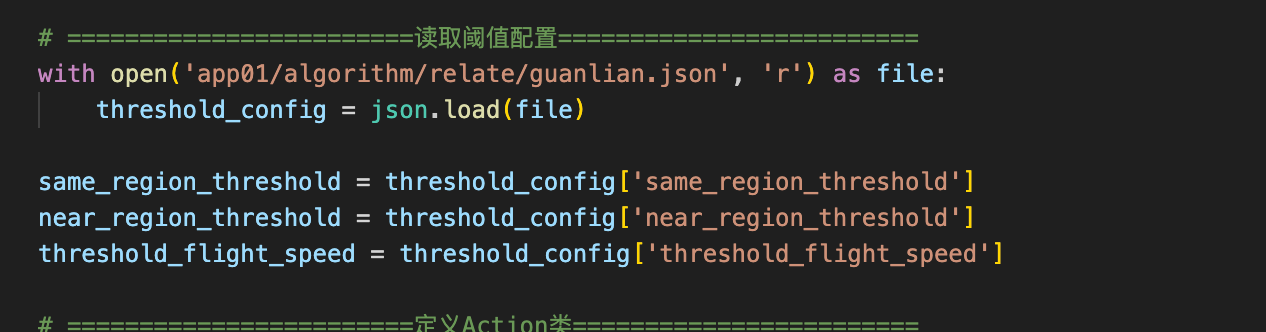 # ========================读取阈值配置=========================
with open('app01/algorithm/relate/guanlian.json', 'r') as file:
    threshold_config = json.load(file)
same_region_threshold = threshold_config['same_region_threshold']
near_region_threshold = threshold_config['near_region_threshold']
threshold_flight_speed = threshold_config['threshold_flight_speed']
# ========================定义Action类========================